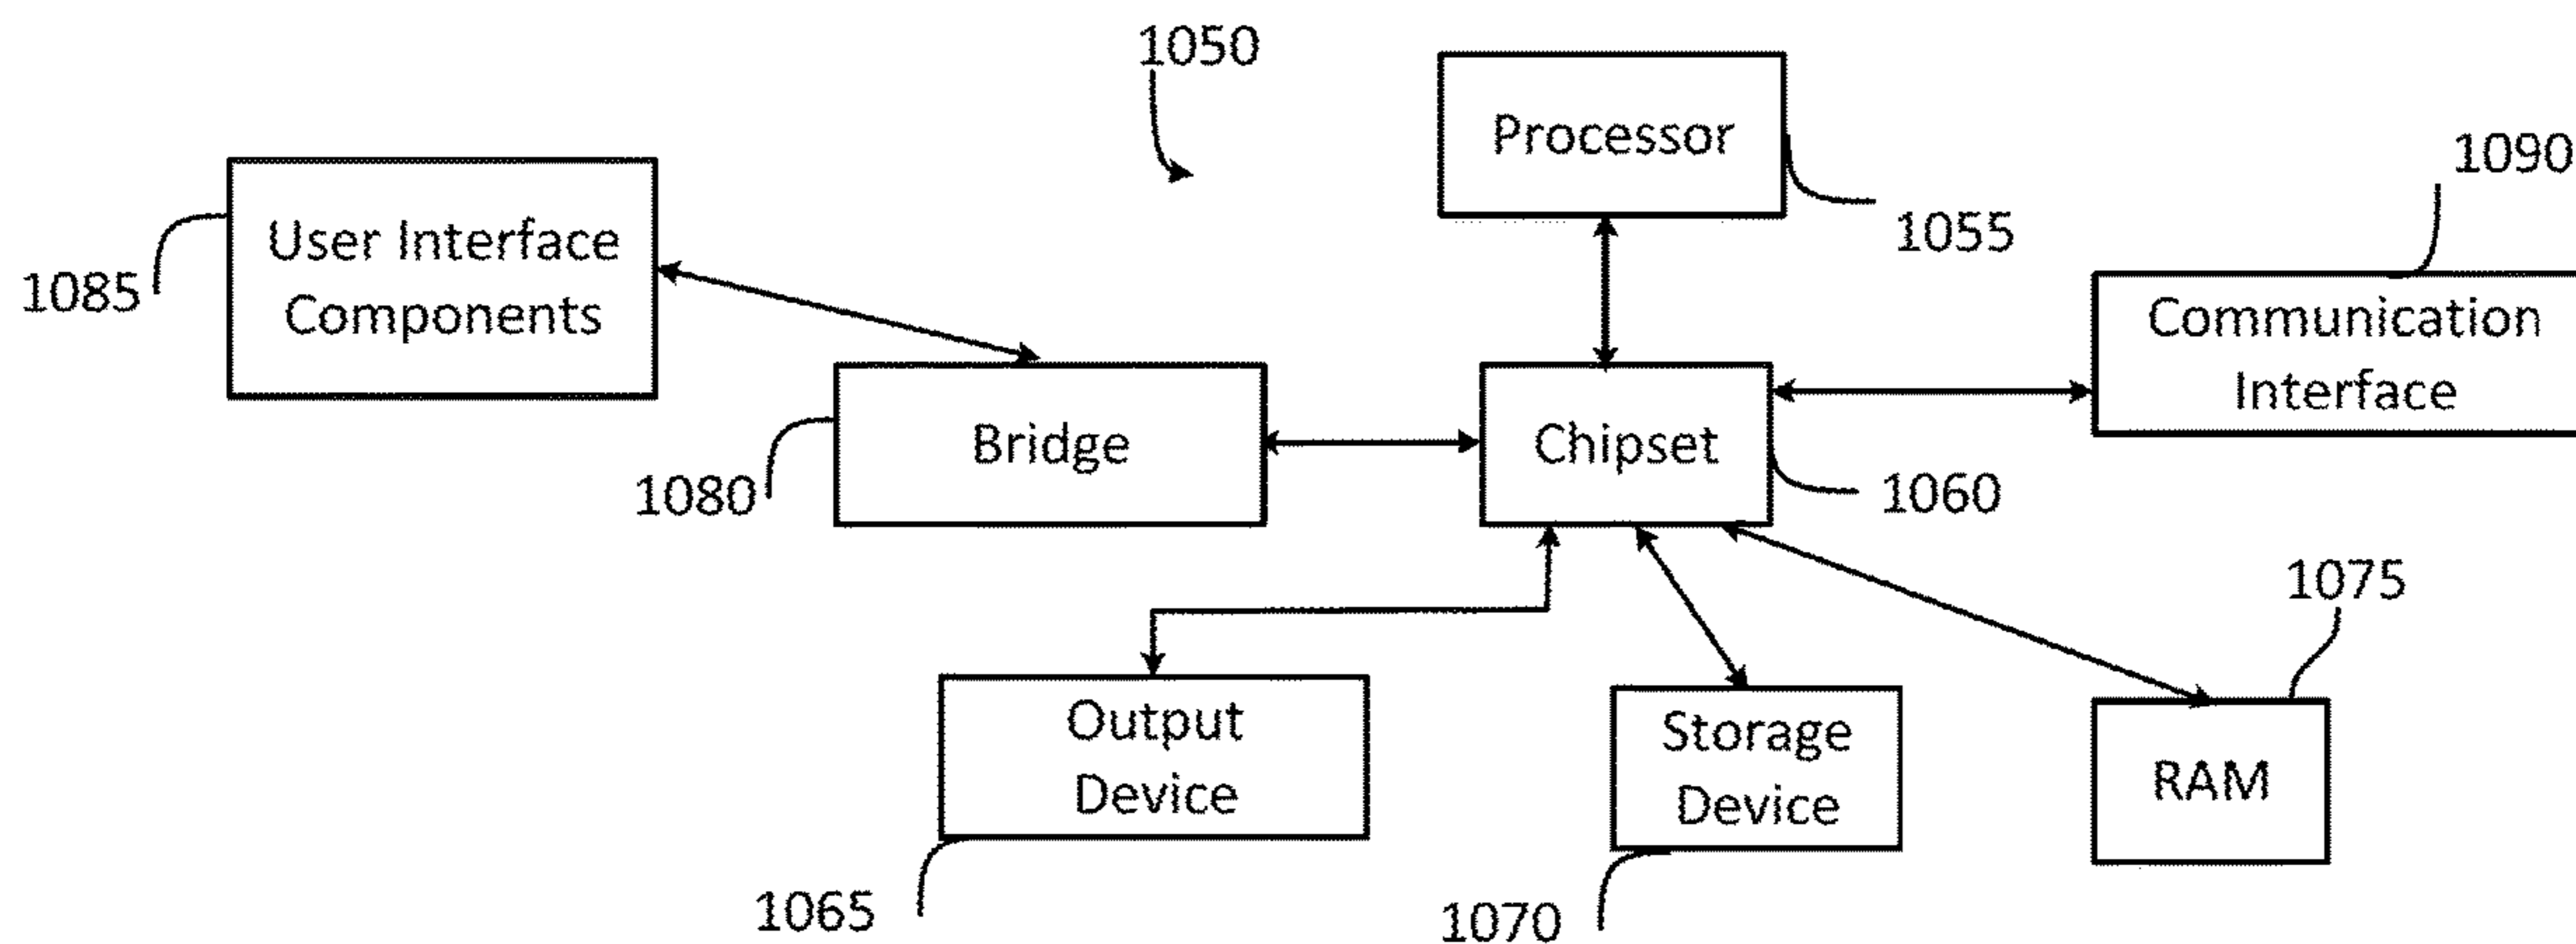 1050
Processor
1090
1055
User Interface
Components
1085
Communication
Interface
Bridge
Chipset
1080
1060
1075
Output
Device
Storage
Device
RAM
1065
1070